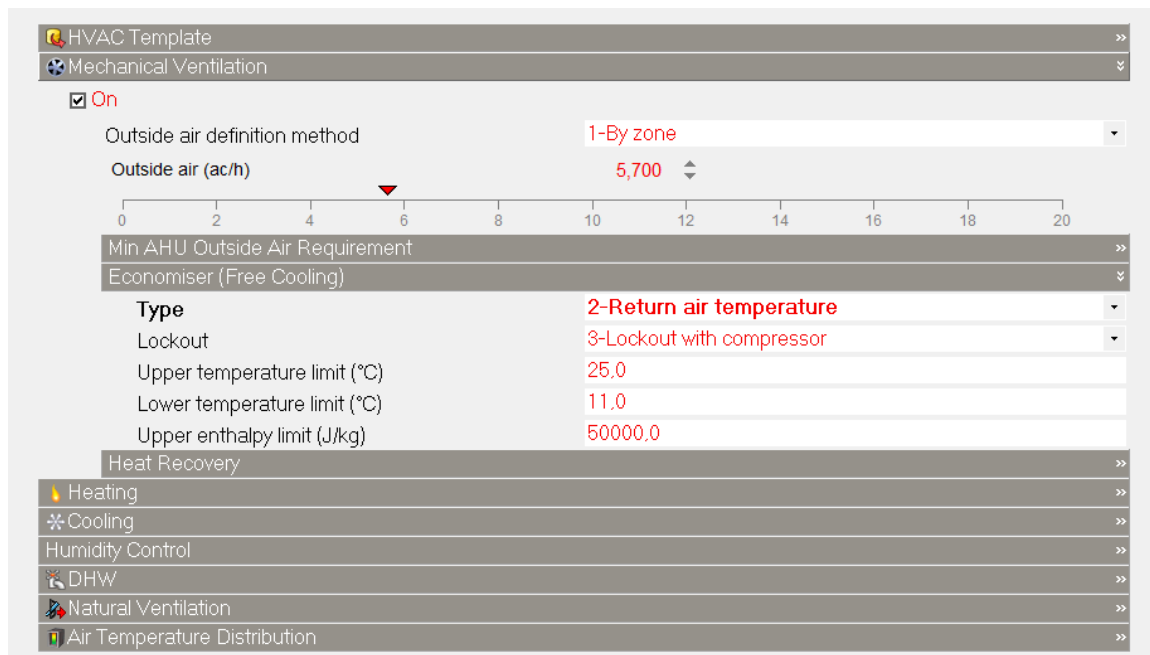 HVAC Template
Mechanical Ventilation
On
Outside air definition method 1-By zone
Outside air (ac/h) 5,700
0 2 4 6 8 10 12 14 16 18 20
Min AHU Outside Air Requirement
Economiser (Free Cooling)
Type 2-Return air temperature
Lockout 3-Lockout with compressor
Upper temperature limit (°C) 25,0
Lower temperature limit (°C) 11,0
Upper enthalpy limit (J/kg) 50000,0
Heat Recovery
Heating
Cooling
Humidity Control
DHW
Natural Ventilation
Air Temperature Distribution